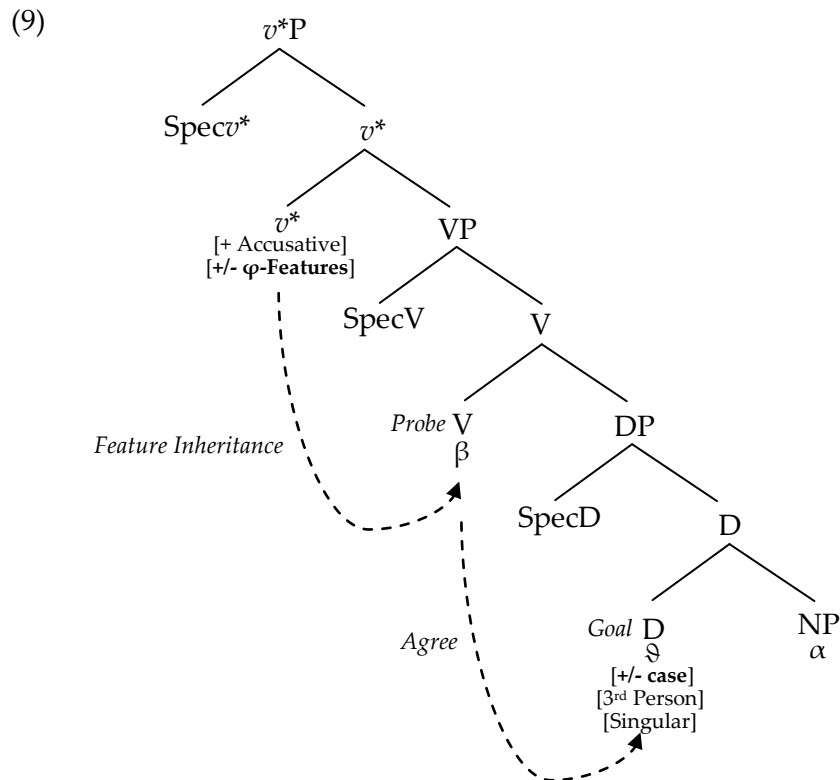 (9)
v*P
Specv*
v*
v*
[+ Accusative]
[+/- φ-Features]
VP
SpecV
V
Probe V
β
DP
Feature Inheritance
SpecD
D
Agree
Goal D
ϑ
[+/- case]
[3rd Person]
[Singular]
NP
α